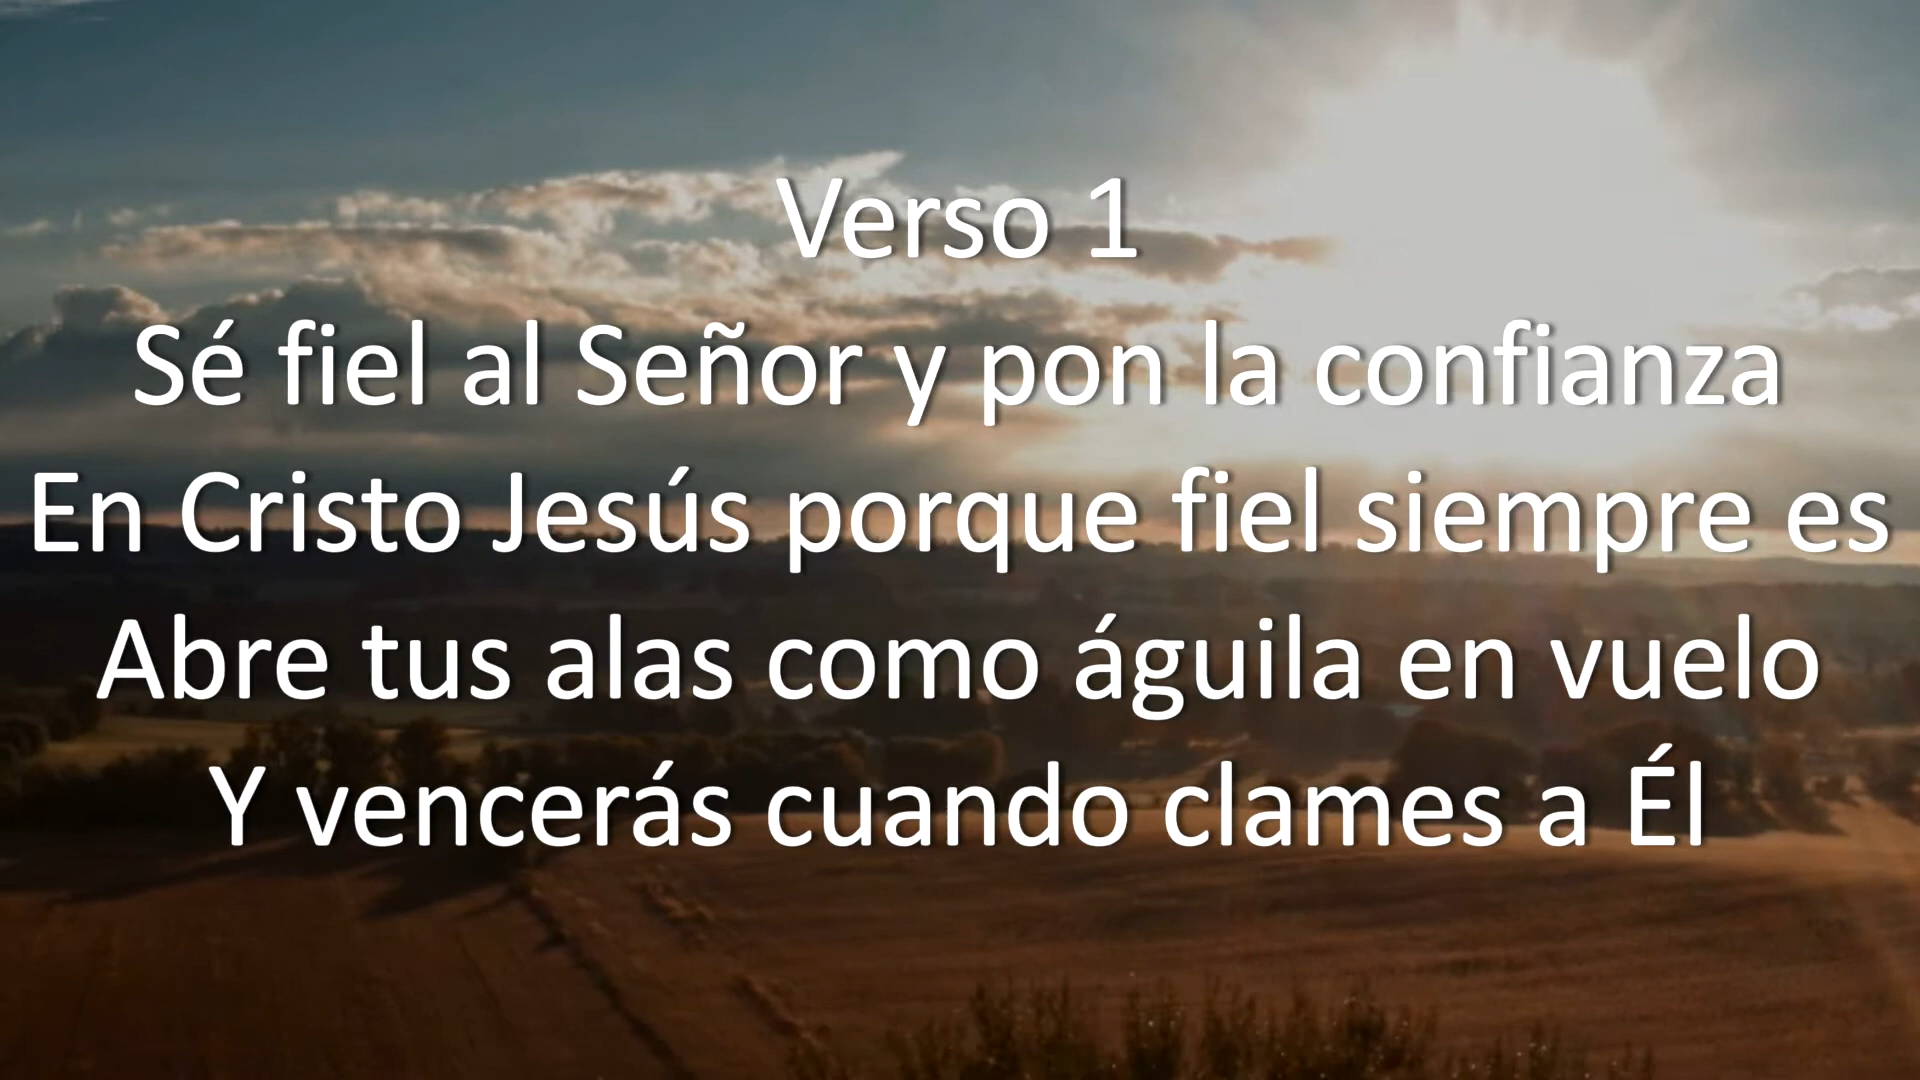 Verso 1
Sé fiel al Señor y pon la confianza
En Cristo Jesús porque fiel siempre es
Abre tus alas como águila en vuelo
Y vencerás cuando clames a Él